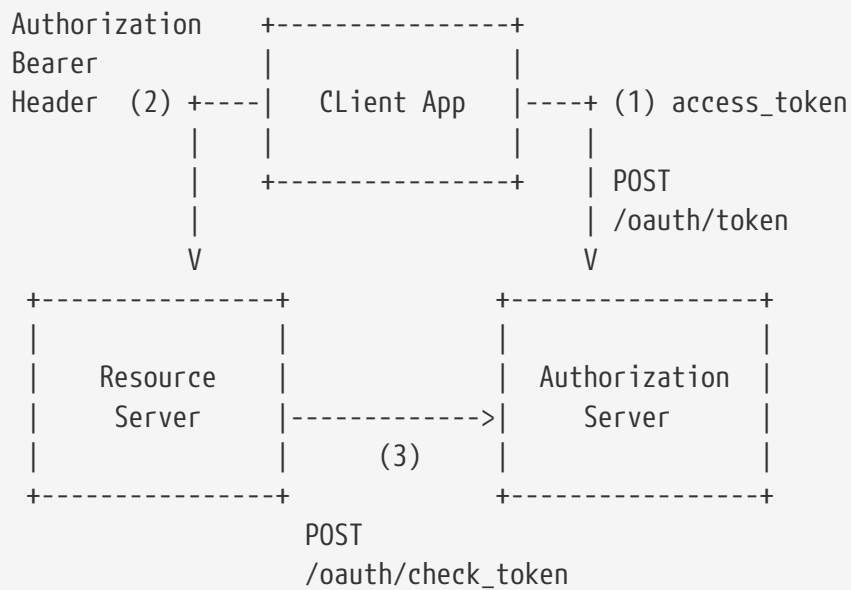 Authorization
Bearer
Header (2)
CLient App
(1) access_token
POST
/oauth/token
Resource
Server
Authorization
Server
(3)
POST
/oauth/check_token